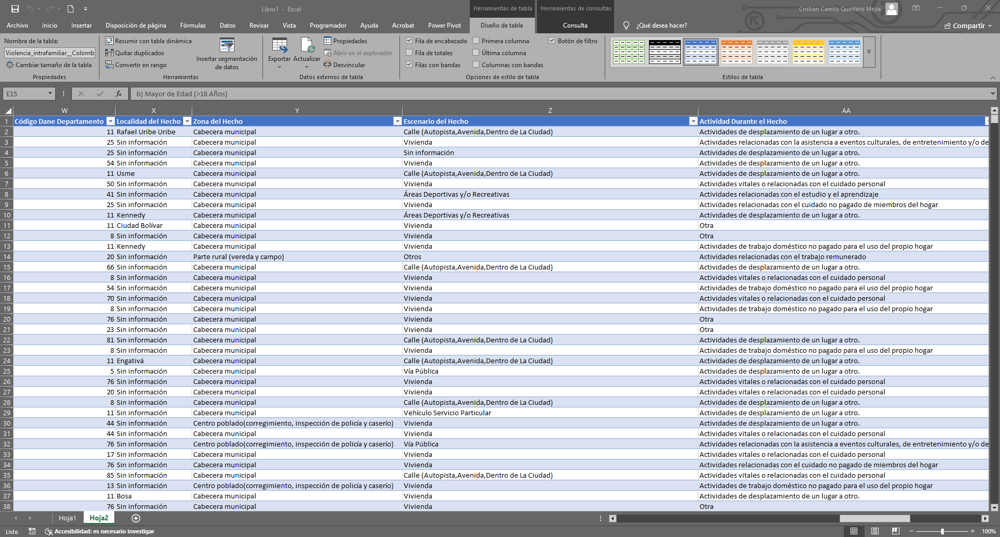 Libro1 - Excel
Herramientas de tabla
Herramientas de consultas
Cristian Camilo Quintero Mejia
Archivo Inicio Insertar Disposición de página Fórmulas Datos Revisar Vista Programador Ayuda Acrobat Power Pivot Diseño de tabla Consulta ¿Qué desea hacer? Compartir
Nombre de la tabla:
Violencia_intrafamiliar__Colomb
Cambiar tamaño de la tabla
Propiedades
Resumir con tabla dinámica
Quitar duplicados
Convertir en rango
Insertar segmentación
de datos
Herramientas
Exportar
Actualizar
Propiedades
Abrir en el explorador
Desvincular
Datos externos de tabla
Fila de encabezado
Fila de totales
Filas con bandas
Primera columna
Última columna
Columnas con bandas
Botón de filtro
Opciones de estilo de tabla
Estilos de tabla
E15 fx b) Mayor de Edad (>18 Años)
W X Y Z AA
1 Código Dane Departamento Localidad del Hecho Zona del Hecho Escenario del Hecho Actividad Durante el Hecho
2 11 Rafael Uribe Uribe Cabecera municipal Calle (Autopista,Avenida,Dentro de La Ciudad) Actividades de desplazamiento de un lugar a otro.
3 25 Sin información Cabecera municipal Vivienda Actividades relacionadas con la asistencia a eventos culturales, de entretenimiento y/o de
4 25 Sin información Cabecera municipal Sin información Actividades de desplazamiento de un lugar a otro.
5 54 Sin información Cabecera municipal Vivienda Actividades de desplazamiento de un lugar a otro.
6 11 Usme Cabecera municipal Calle (Autopista,Avenida,Dentro de La Ciudad) Actividades de desplazamiento de un lugar a otro.
7 50 Sin información Cabecera municipal Vivienda Actividades vitales o relacionadas con el cuidado personal
8 41 Sin información Cabecera municipal Áreas Deportivas y/o Recreativas Actividades relacionadas con el estudio y el aprendizaje
9 25 Sin información Cabecera municipal Vivienda Actividades relacionadas con el cuidado no pagado de miembros del hogar
10 11 Kennedy Cabecera municipal Áreas Deportivas y/o Recreativas Actividades de desplazamiento de un lugar a otro.
11 11 Ciudad Bolívar Cabecera municipal Vivienda Otra
12 8 Sin información Cabecera municipal Vivienda Otra
13 11 Kennedy Cabecera municipal Vivienda Actividades de trabajo doméstico no pagado para el uso del propio hogar
14 20 Sin información Parte rural (vereda y campo) Otros Actividades relacionadas con el trabajo remunerado
15 66 Sin información Cabecera municipal Calle (Autopista,Avenida,Dentro de La Ciudad) Actividades de desplazamiento de un lugar a otro.
16 8 Sin información Cabecera municipal Vivienda Actividades vitales o relacionadas con el cuidado personal
17 54 Sin información Cabecera municipal Vivienda Actividades de trabajo doméstico no pagado para el uso del propio hogar
18 70 Sin información Cabecera municipal Vivienda Actividades vitales o relacionadas con el cuidado personal
19 8 Sin información Cabecera municipal Vivienda Actividades de trabajo doméstico no pagado para el uso del propio hogar
20 76 Sin información Cabecera municipal Vivienda Otra
21 23 Sin información Cabecera municipal Vivienda Otra
22 81 Sin información Cabecera municipal Calle (Autopista,Avenida,Dentro de La Ciudad) Actividades de desplazamiento de un lugar a otro.
23 8 Sin información Cabecera municipal Vivienda Actividades de trabajo doméstico no pagado para el uso del propio hogar
24 11 Engativá Cabecera municipal Calle (Autopista,Avenida,Dentro de La Ciudad) Actividades de desplazamiento de un lugar a otro.
25 5 Sin información Cabecera municipal Vía Pública Actividades de desplazamiento de un lugar a otro.
26 76 Sin información Cabecera municipal Vivienda Actividades vitales o relacionadas con el cuidado personal
27 20 Sin información Cabecera municipal Vivienda Actividades vitales o relacionadas con el cuidado personal
28 8 Sin información Cabecera municipal Calle (Autopista,Avenida,Dentro de La Ciudad) Actividades de desplazamiento de un lugar a otro.
29 11 Sin información Cabecera municipal Vehículo Servicio Particular Actividades de desplazamiento de un lugar a otro.
30 44 Sin información Centro poblado(corregimiento, inspección de policía y caserío) Vivienda Actividades de desplazamiento de un lugar a otro.
31 44 Sin información Cabecera municipal Vivienda Actividades vitales o relacionadas con el cuidado personal
32 76 Sin información Centro poblado(corregimiento, inspección de policía y caserío) Vía Pública Actividades relacionadas con la asistencia a eventos culturales, de entretenimiento y/o de
33 17 Sin información Cabecera municipal Vivienda Actividades vitales o relacionadas con el cuidado personal
34 76 Sin información Cabecera municipal Vivienda Actividades relacionadas con el cuidado no pagado de miembros del hogar
35 85 Sin información Cabecera municipal Calle (Autopista,Avenida,Dentro de La Ciudad) Actividades vitales o relacionadas con el cuidado personal
36 13 Sin información Centro poblado(corregimiento, inspección de policía y caserío) Vivienda Actividades de trabajo doméstico no pagado para el uso del propio hogar
37 11 Bosa Cabecera municipal Vivienda Actividades de desplazamiento de un lugar a otro.
38 76 Sin información Cabecera municipal Vivienda Otra
Hoja1 Hoja2
Listo Accesibilidad: es necesario investigar 100%